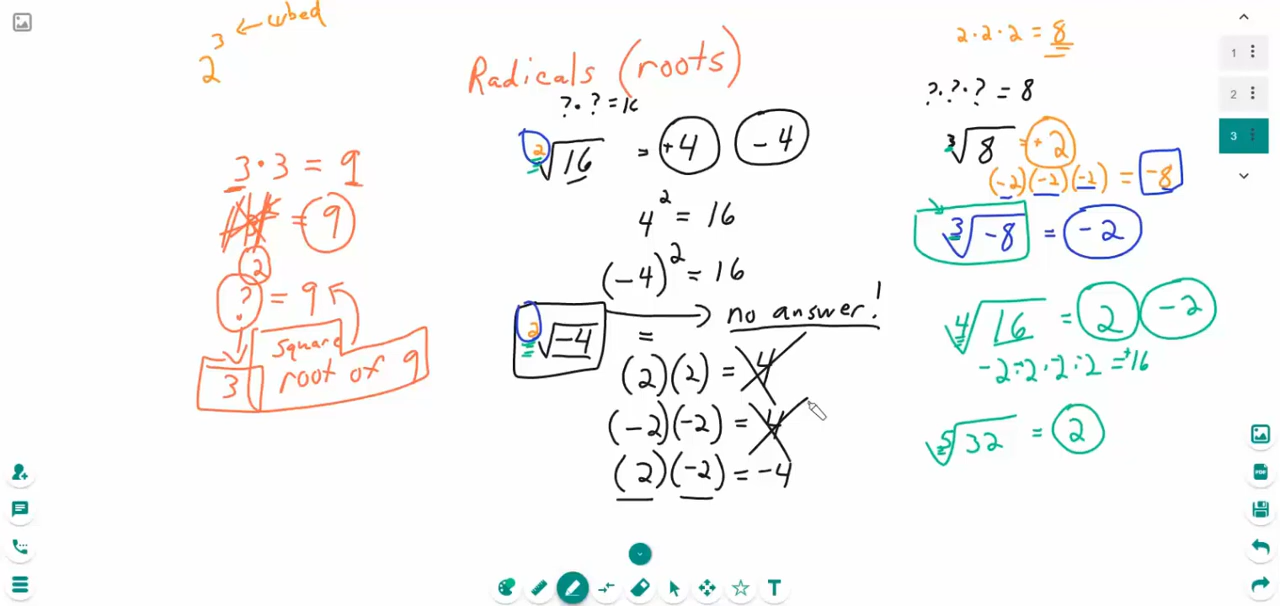 2³ ← cubed
3 · 3 = 9
= 9
?² = 9
3
square
root of 9
Radicals (roots)
? · ? = 16
²√16 = +4 -4
4² = 16
(-4)² = 16
²√-4 → no answer!
=
(2)(2) = 4
(-2)(-2) = 4
(2)(-2) = -4
2 · 2 · 2 = 8
? · ? · ? = 8
³√8 = +2
(-2)(-2)(-2) = -8
³√-8 = -2
⁴√16 = 2 -2
-2 · -2 · -2 · -2 = +16
⁵√32 = 2
1
2
3
PDF
T